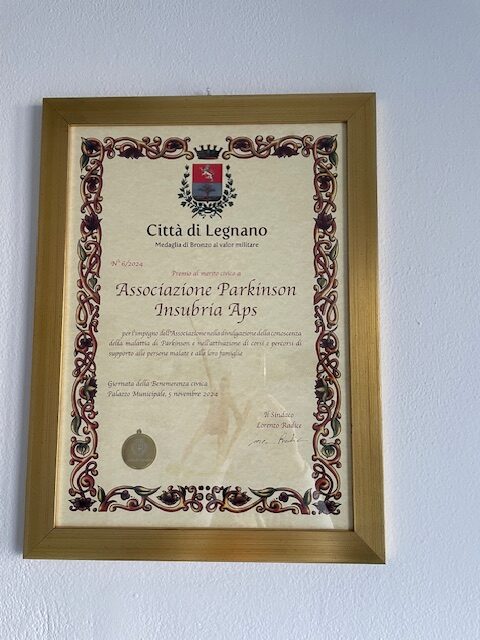 Città di Legnano
Medaglia di Bronzo al valor militare
N° 6/2024
Premio al merito civico a
Associazione Parkinson
Insubria Aps
per l'impegno dell'Associazione nella divulgazione della conoscenza
della malattia di Parkinson e nell'attivazione di corsi e percorsi di
supporto alle persone malate e alle loro famiglie
Giornata della Benemerenza civica
Palazzo Municipale, 5 novembre 2024
Il Sindaco
Lorenzo Radice